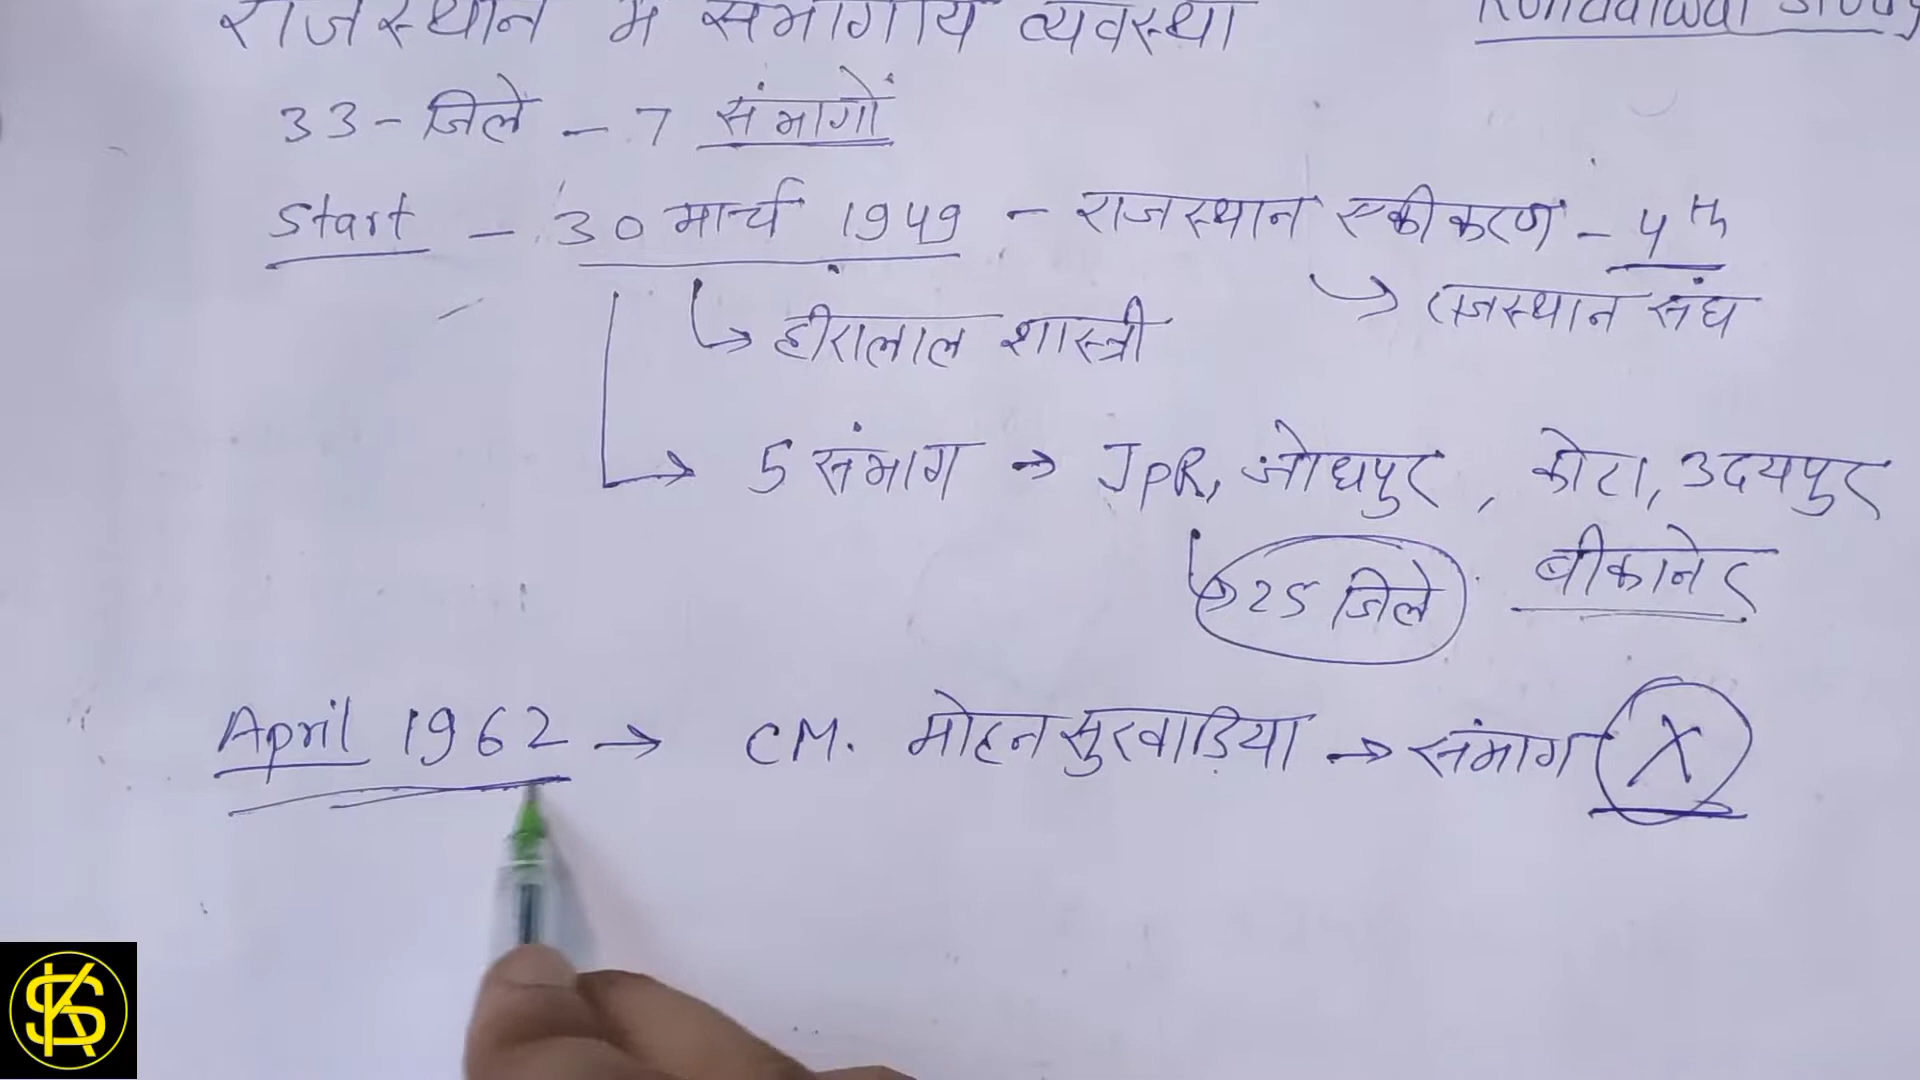 राजस्थान में संभागीय व्यवस्था
33 - जिले - 7 संभागों
Start - 30 मार्च 1949 - राजस्थान एकीकरण - 4th
→ राजस्थान संघ
→ हीरालाल शास्त्री
→ 5 संभाग → JPR, जोधपुर, कोटा, उदयपुर
बीकानेर
→ 25 जिले
April 1962 → CM. मोहन सुखाड़िया → संभाग X
KS